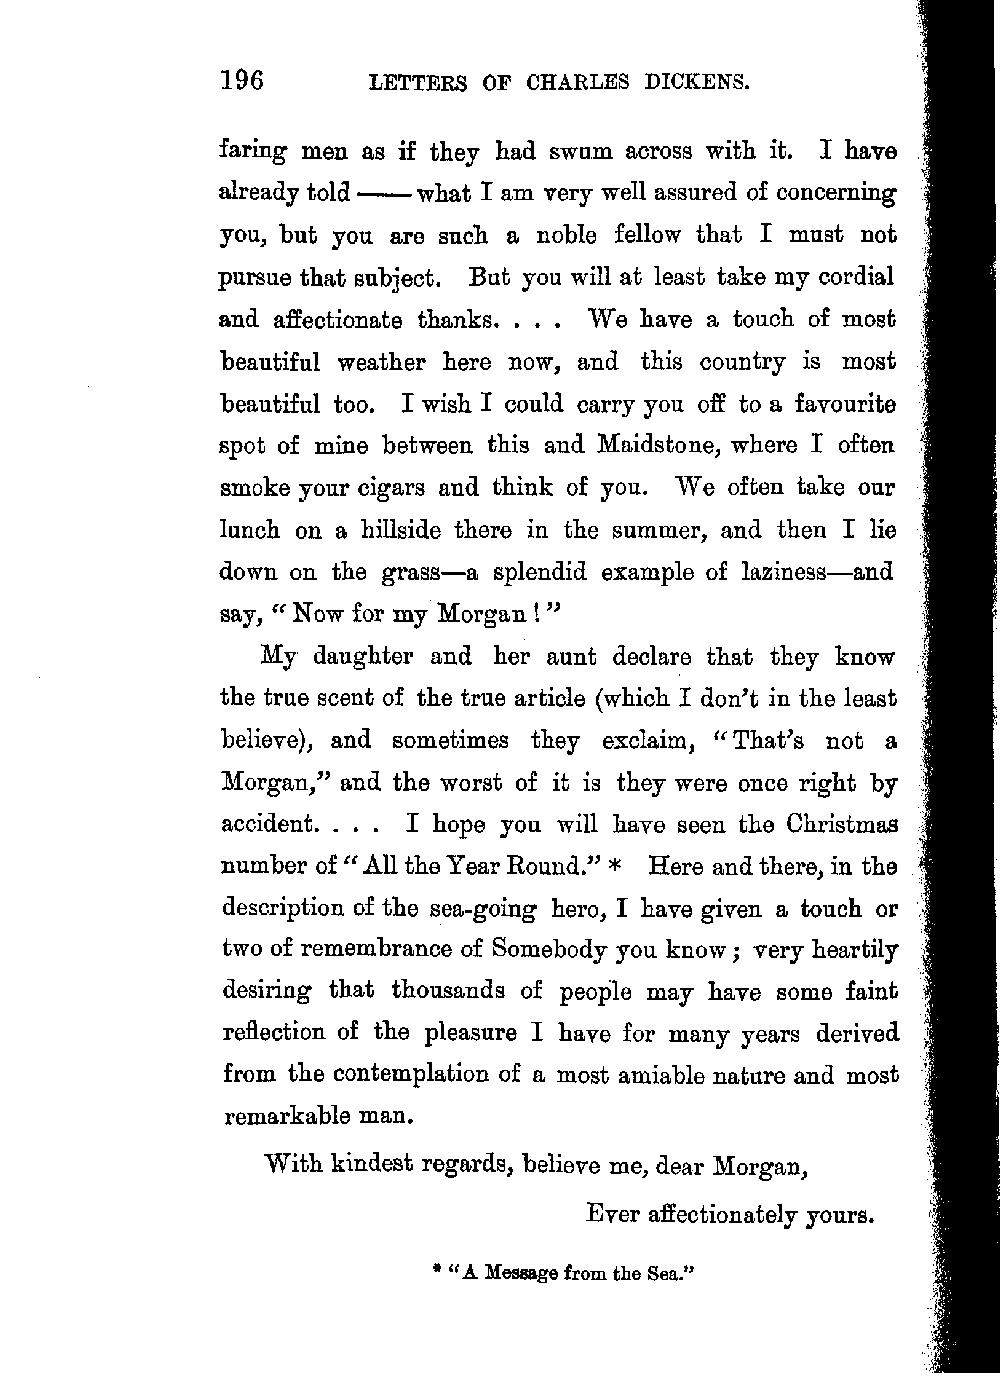 196 LETTERS OF CHARLES DICKENS.
faring men as if they had swum across with it. I have
already told —— what I am very well assured of concerning
you, but you are such a noble fellow that I must not
pursue that subject. But you will at least take my cordial
and affectionate thanks. . . . We have a touch of most
beautiful weather here now, and this country is most
beautiful too. I wish I could carry you off to a favourite
spot of mine between this and Maidstone, where I often
smoke your cigars and think of you. We often take our
lunch on a hillside there in the summer, and then I lie
down on the grass—a splendid example of laziness—and
say, “Now for my Morgan!”
My daughter and her aunt declare that they know
the true scent of the true article (which I don’t in the least
believe), and sometimes they exclaim, “That’s not a
Morgan,” and the worst of it is they were once right by
accident. . . . I hope you will have seen the Christmas
number of “All the Year Round.” * Here and there, in the
description of the sea-going hero, I have given a touch or
two of remembrance of Somebody you know; very heartily
desiring that thousands of people may have some faint
reflection of the pleasure I have for many years derived
from the contemplation of a most amiable nature and most
remarkable man.
With kindest regards, believe me, dear Morgan,
Ever affectionately yours.
* “A Message from the Sea.”